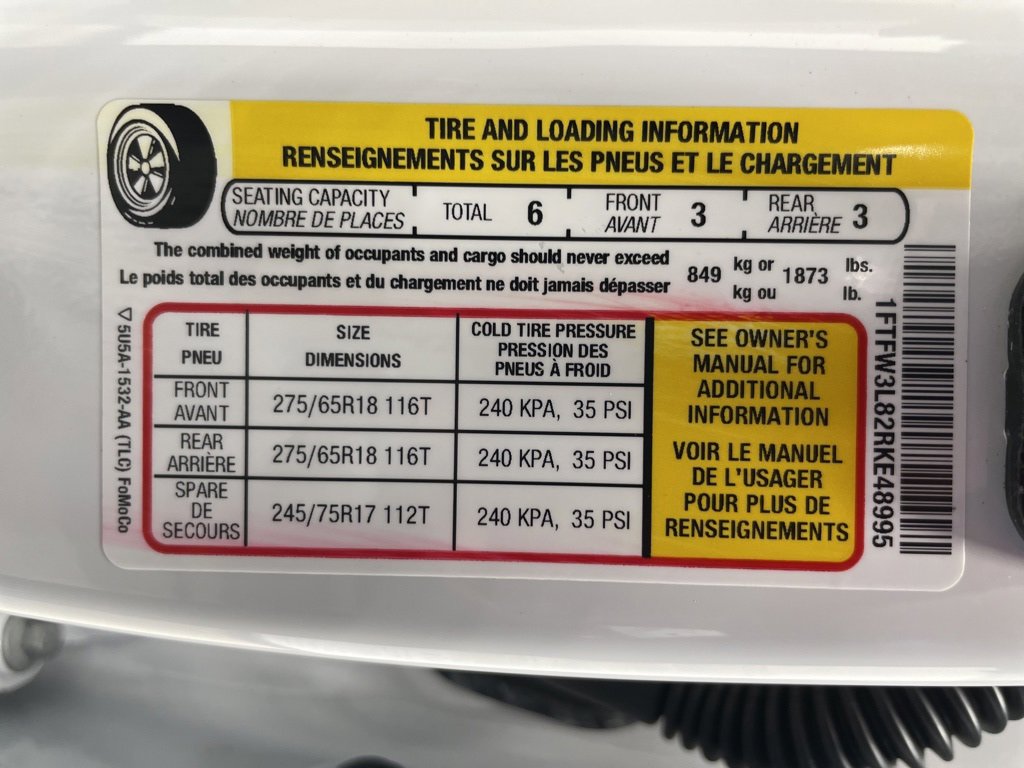 TIRE AND LOADING INFORMATION
RENSEIGNEMENTS SUR LES PNEUS ET LE CHARGEMENT
SEATING CAPACITY
NOMBRE DE PLACES
TOTAL 6
FRONT
AVANT
3
REAR
ARRIÈRE
3
The combined weight of occupants and cargo should never exceed
Le poids total des occupants et du chargement ne doit jamais dépasser
849
kg or
kg ou
1873
lbs.
lb.
TIRE
PNEU
SIZE
DIMENSIONS
COLD TIRE PRESSURE
PRESSION DES
PNEUS À FROID
FRONT
AVANT
275/65R18 116T
240 KPA, 35 PSI
REAR
ARRIÈRE
275/65R18 116T
240 KPA, 35 PSI
SPARE
DE
SECOURS
245/75R17 112T
240 KPA, 35 PSI
SEE OWNER'S
MANUAL FOR
ADDITIONAL
INFORMATION
VOIR LE MANUEL
DE L'USAGER
POUR PLUS DE
RENSEIGNEMENTS
5U5A-1532-AA (TLC) FoMoCo
1FTFW3L82RKE48995